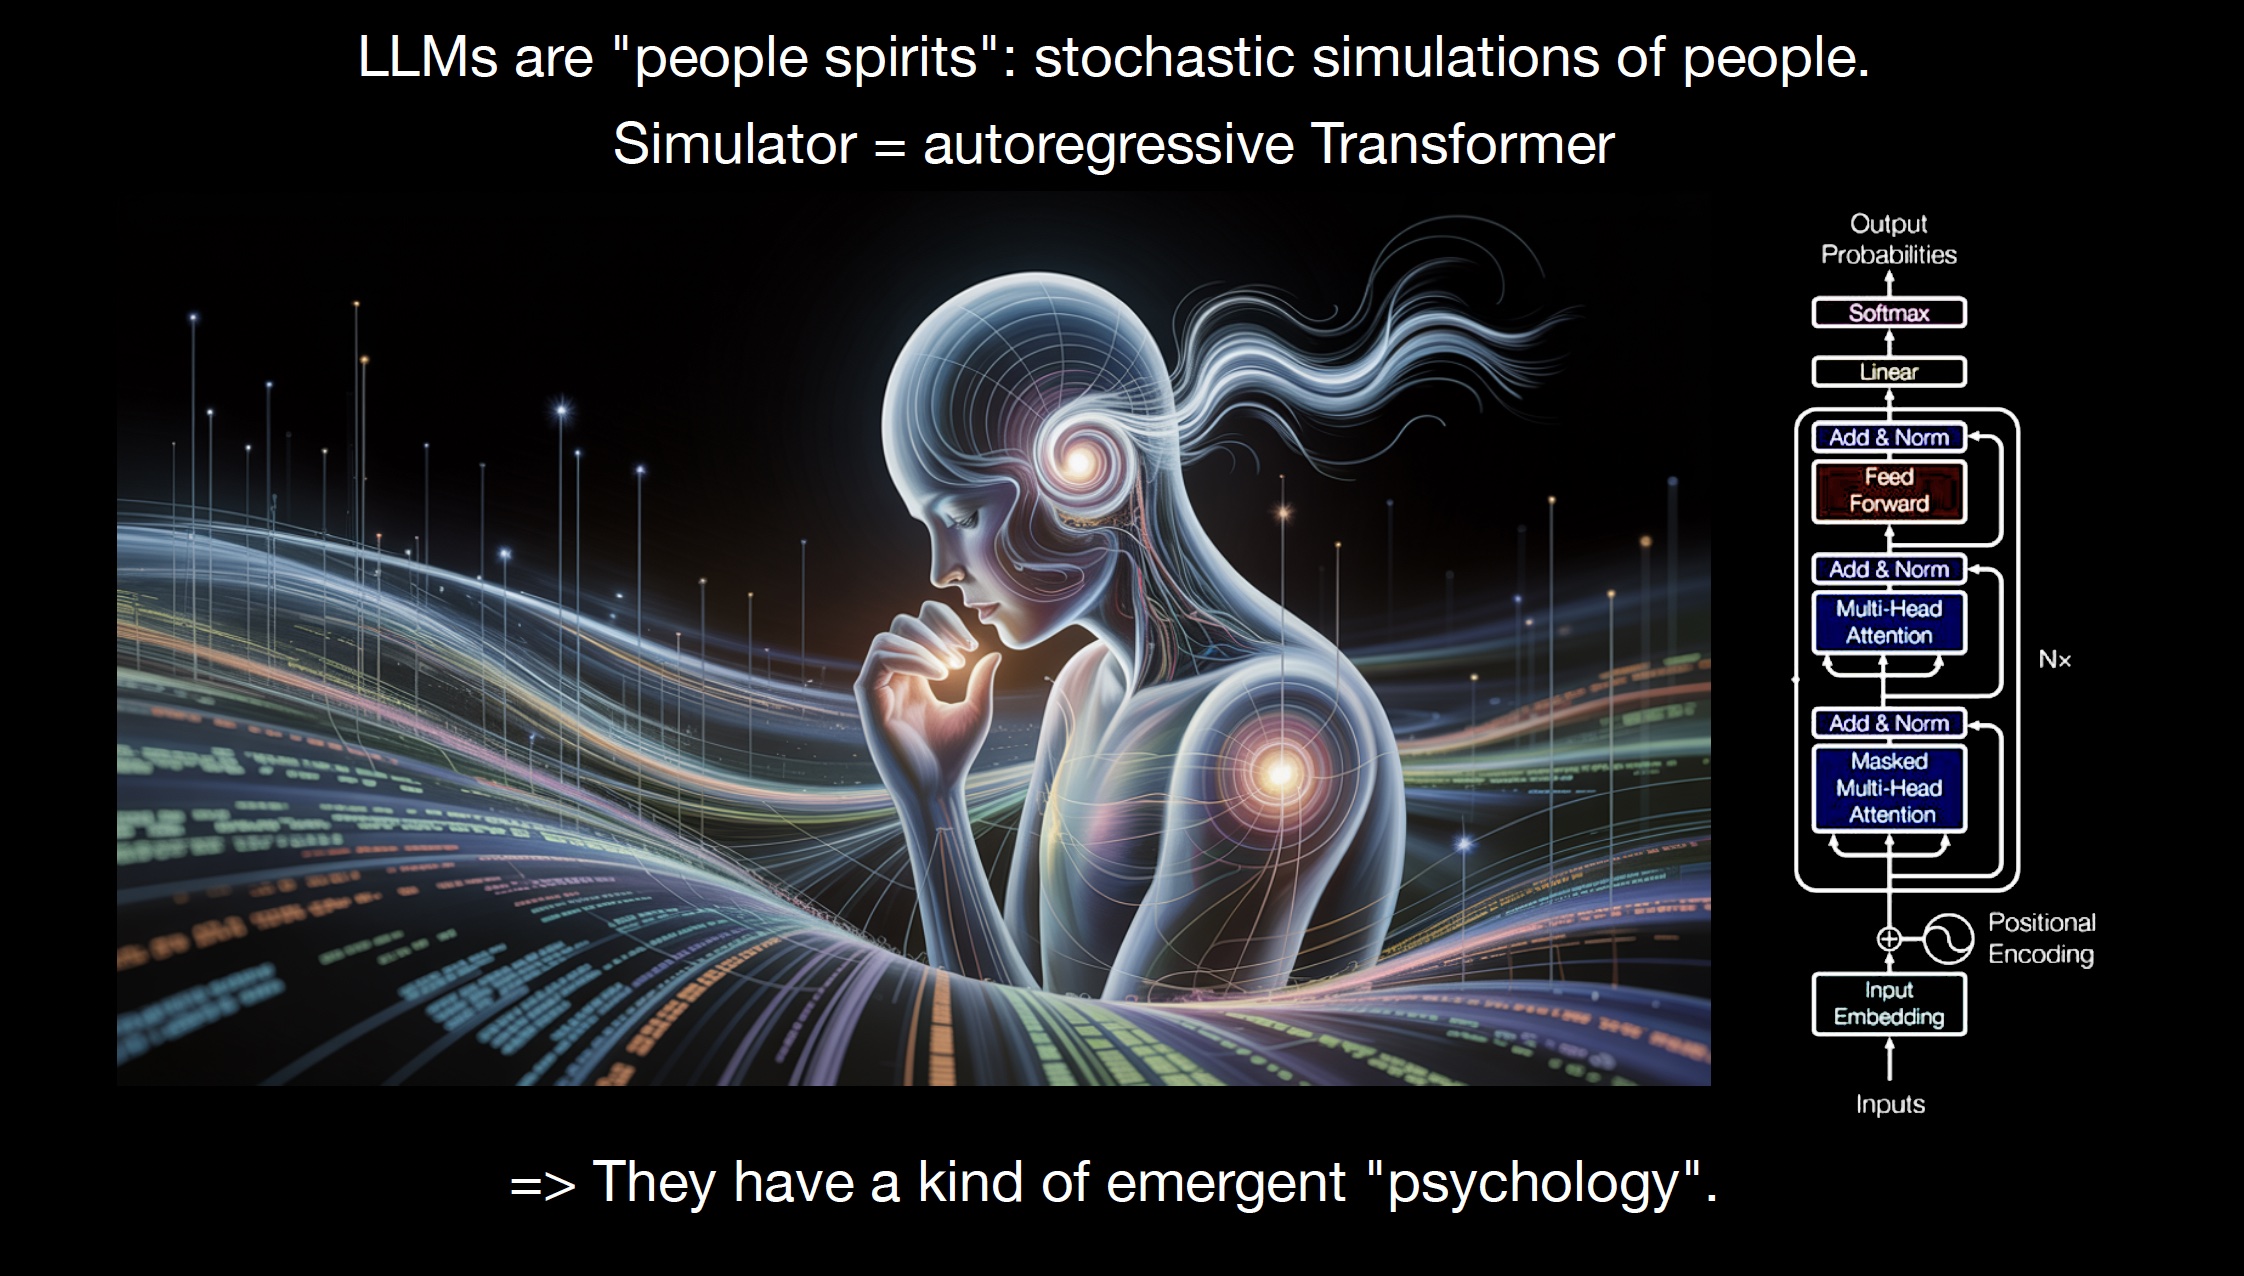 LLMs are "people spirits": stochastic simulations of people.
Simulator = autoregressive Transformer
Output
Probabilities
Softmax
Linear
Add & Norm
Feed
Forward
Add & Norm
Multi-Head
Attention
N×
Add & Norm
Masked
Multi-Head
Attention
Positional
Encoding
Input
Embedding
Inputs
=> They have a kind of emergent "psychology".